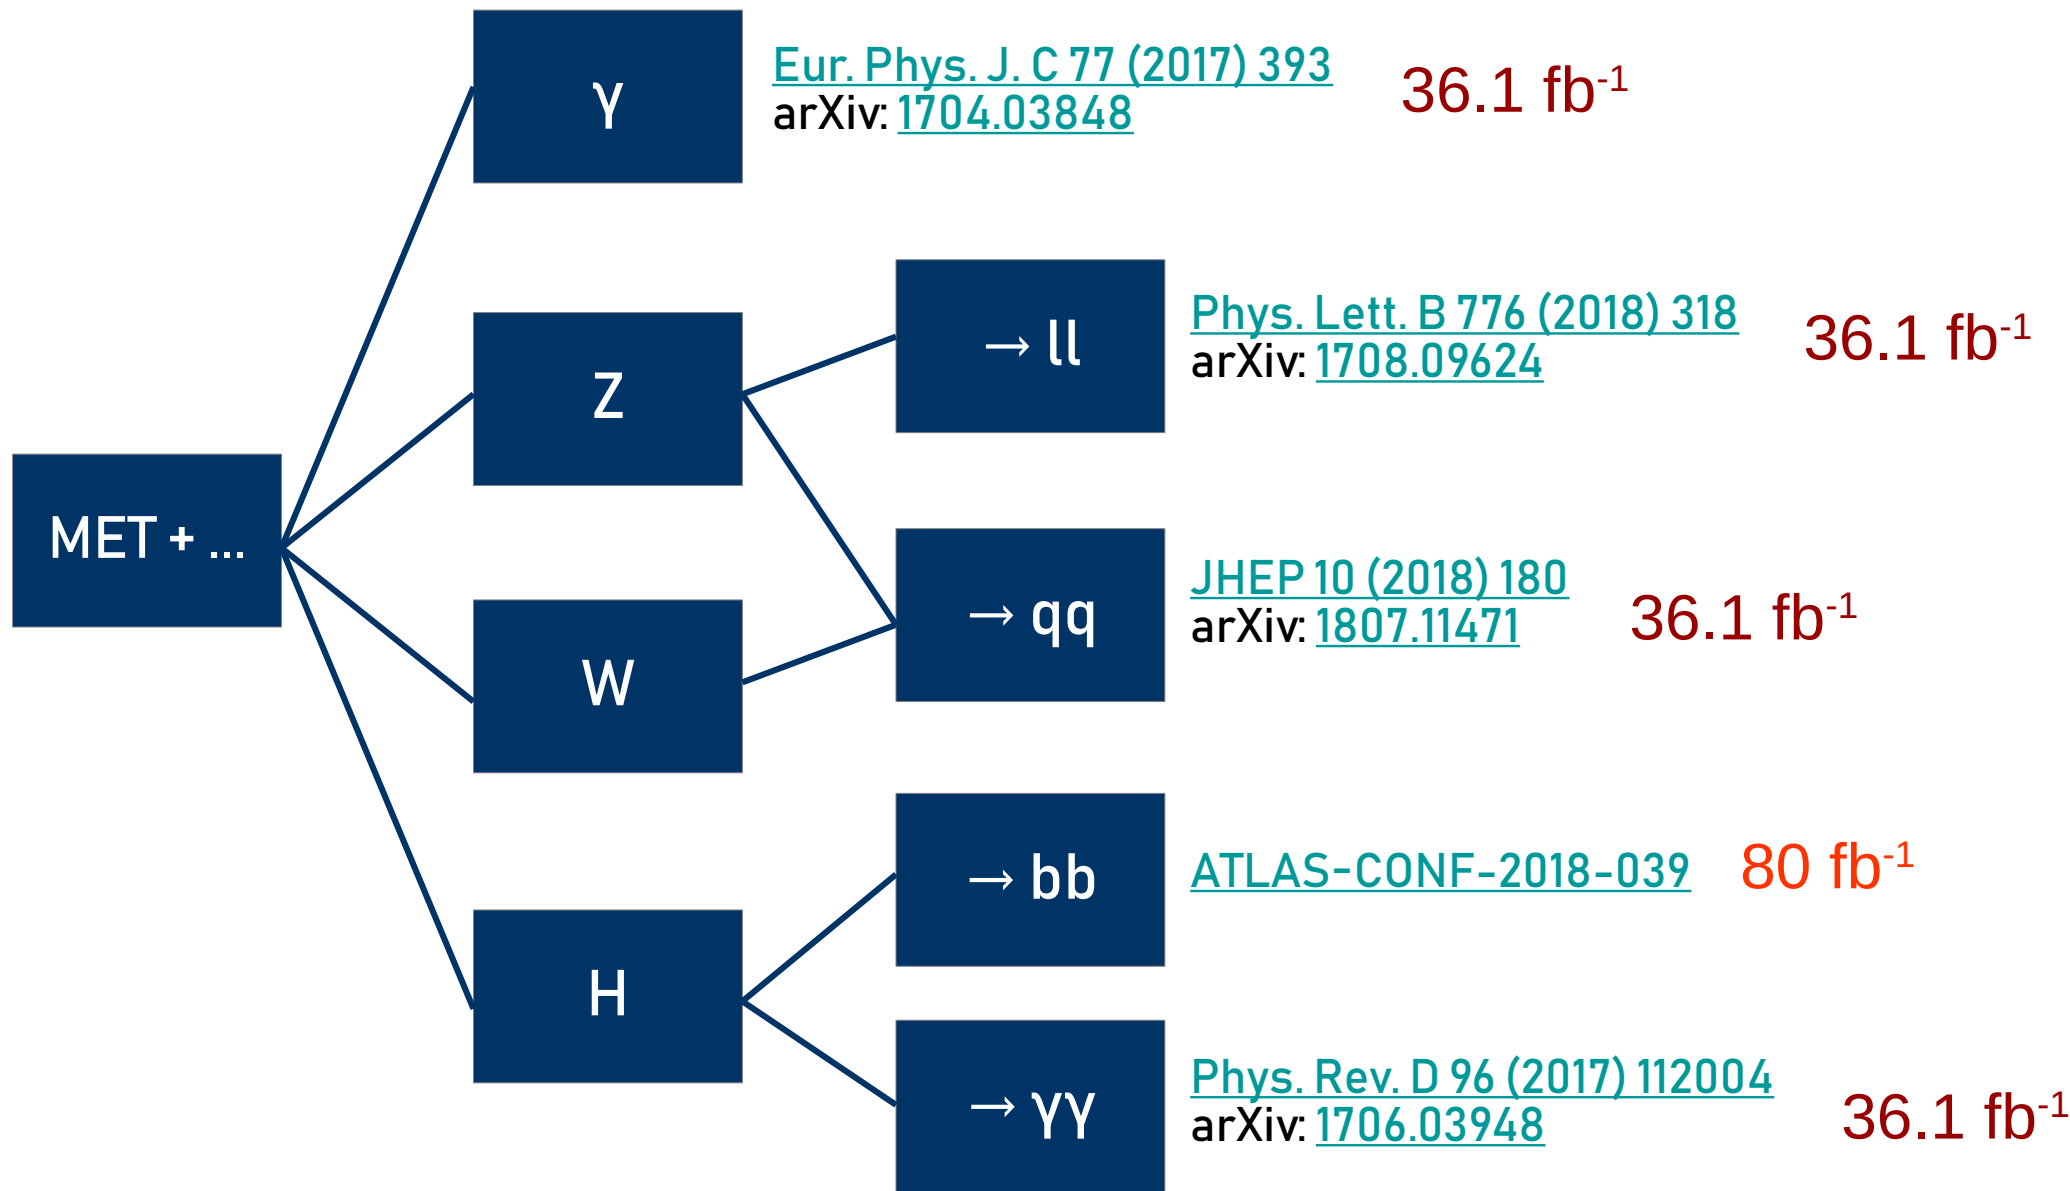 γ
Eur. Phys. J. C 77 (2017) 393
arXiv: 1704.03848
36.1 fb⁻¹
→ ll
Phys. Lett. B 776 (2018) 318
arXiv: 1708.09624
36.1 fb⁻¹
Z
MET + ...
→ qq
JHEP 10 (2018) 180
arXiv: 1807.11471
36.1 fb⁻¹
W
→ bb
ATLAS-CONF-2018-039
80 fb⁻¹
H
→ γγ
Phys. Rev. D 96 (2017) 112004
arXiv: 1706.03948
36.1 fb⁻¹